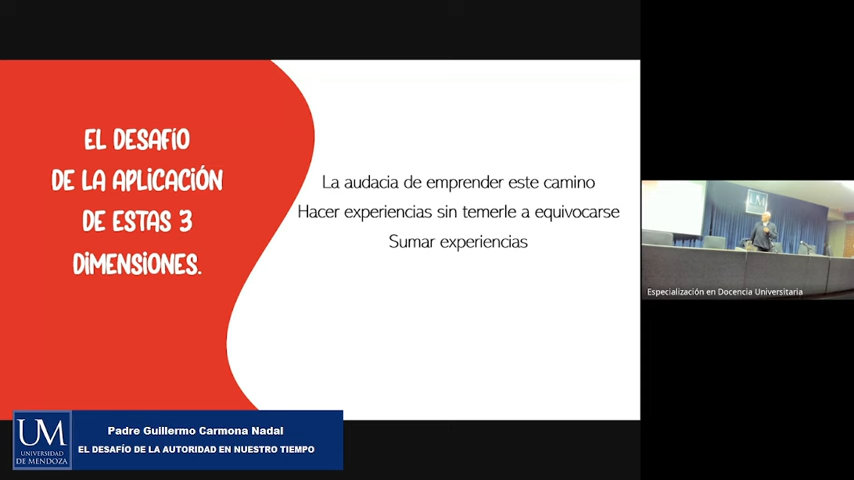 EL DESAFÍO
DE LA APLICACIÓN
DE ESTAS 3
DIMENSIONES.
La audacia de emprender este camino
Hacer experiencias sin temerle a equivocarse
Sumar experiencias
UM
Especialización en Docencia Universitaria
UM
UNIVERSIDAD
DE MENDOZA
Padre Guillermo Carmona Nadal
EL DESAFÍO DE LA AUTORIDAD EN NUESTRO TIEMPO